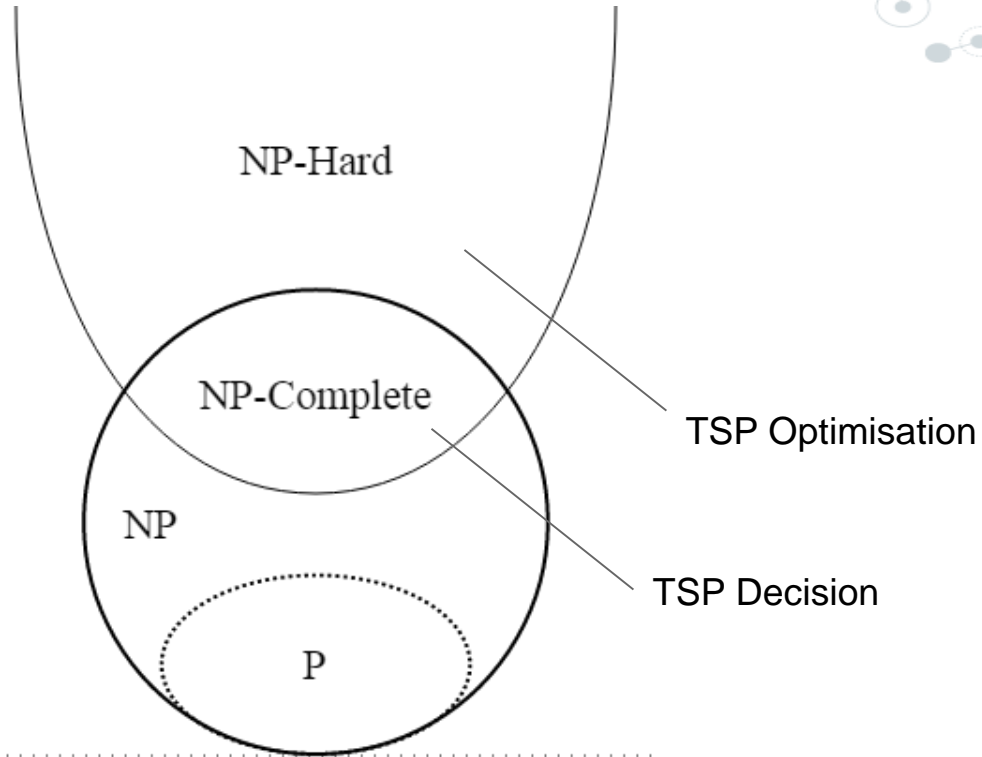 NP-Hard
NP-Complete
TSP Optimisation
NP
TSP Decision
P